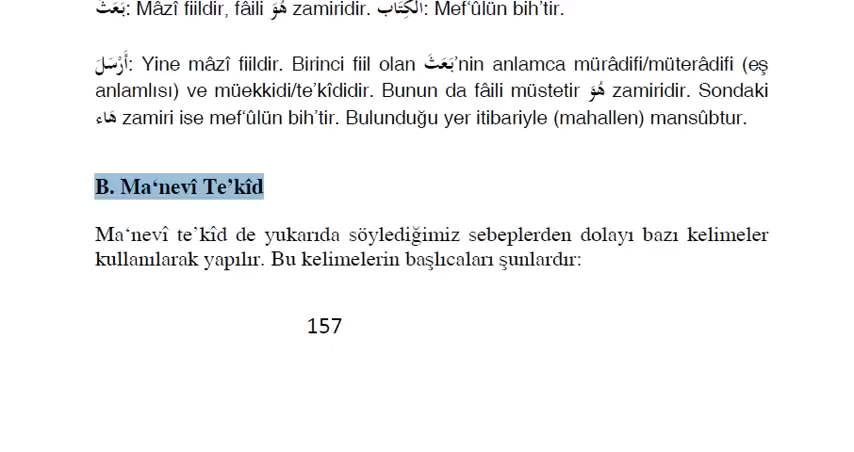 بَعَثَ: Mâzî fiildir, fâili هُوَ zamiridir. الْكِتَابَ: Mef‘ûlün bih’tir.
أَرْسَلَ: Yine mâzî fiildir. Birinci fiil olan بَعَثَ’nin anlamca mürâdifi/müterâdifi (eş
anlamlısı) ve müekkidi/te’kîdidir. Bunun da fâili müstetir هُوَ zamiridir. Sondaki
هَاء zamiri ise mef‘ûlün bih’tir. Bulunduğu yer itibariyle (mahallen) mansûbtur.
B. Ma‘nevî Te’kîd
Ma‘nevî te’kîd de yukarıda söylediğimiz sebeplerden dolayı bazı kelimeler
kullanılarak yapılır. Bu kelimelerin başlıcaları şunlardır:
157